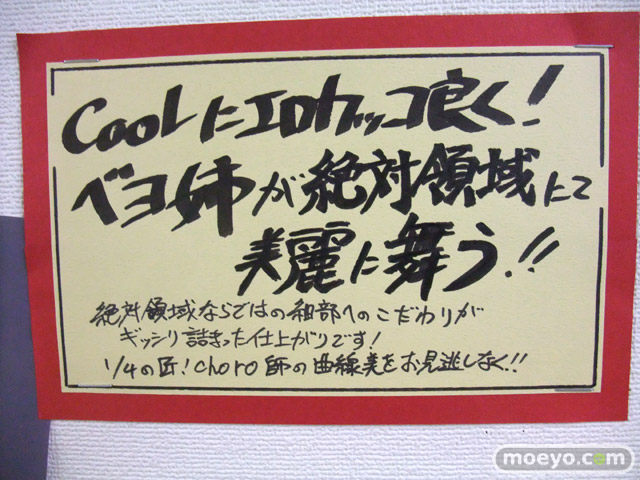 Coolにエロカッコ良く!
ベヨ姉が絶対領域にて
美麗に舞う!!
絶対領域ならではの細部へのこだわりが
ギッシリ詰まった仕上がりです!
1/4の匠!choro師の曲線美をお見逃しなく!!
moeyo.com